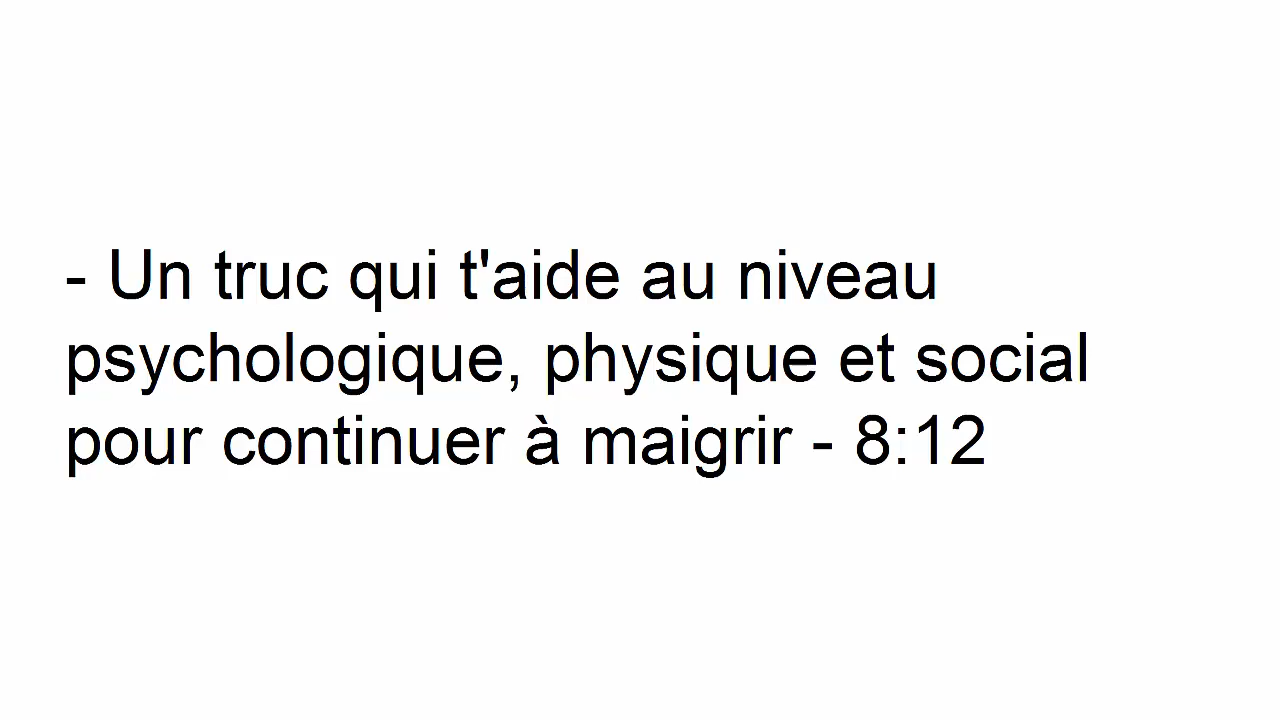 - Un truc qui t'aide au niveau
psychologique, physique et social
pour continuer à maigrir - 8:12